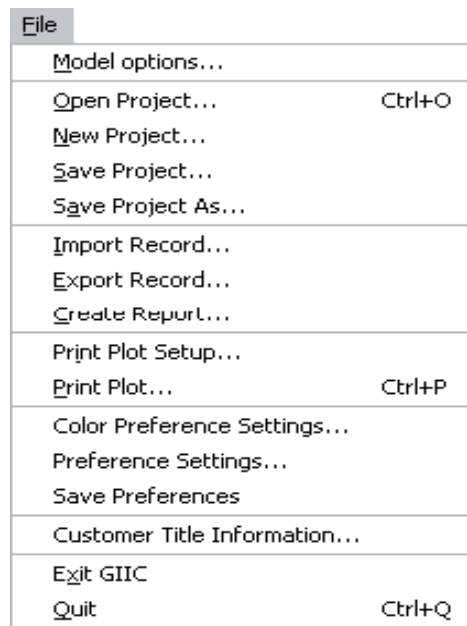 File
Model options...
Open Project... Ctrl+O
New Project...
Save Project...
Save Project As...
Import Record...
Export Record...
Create Report...
Print Plot Setup...
Print Plot... Ctrl+P
Color Preference Settings...
Preference Settings...
Save Preferences
Customer Title Information...
Exit GIIC
Quit Ctrl+Q